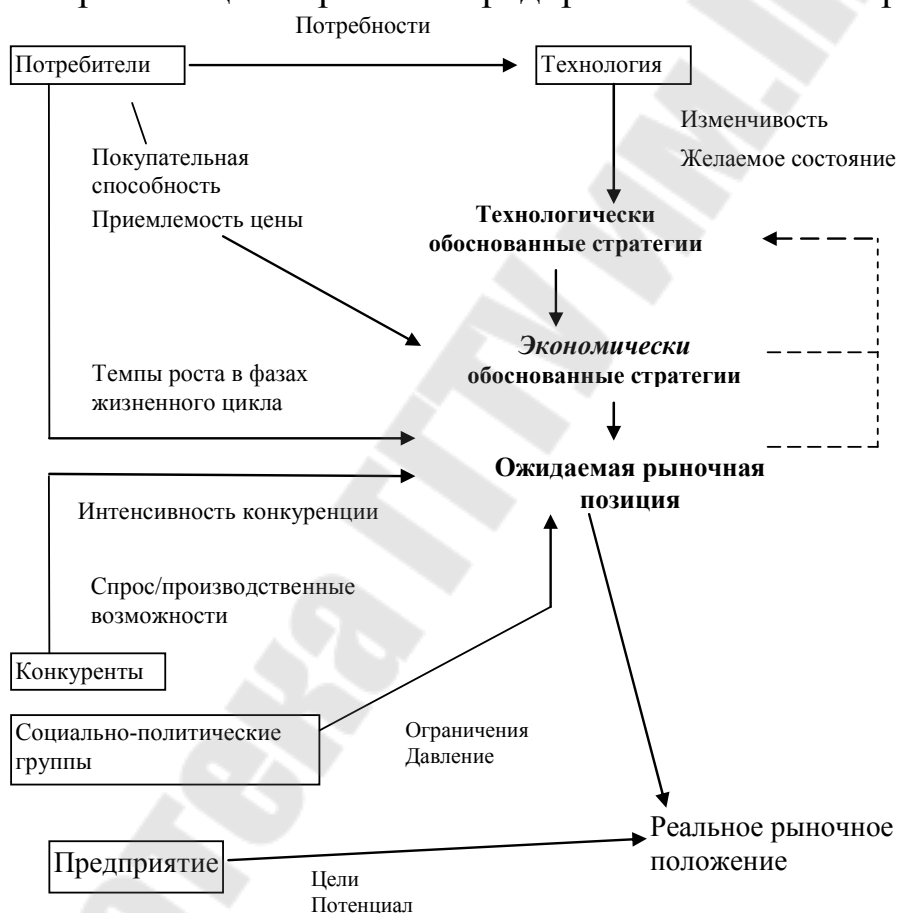 Потребности
Потребители
Технология
Изменчивость
Желаемое состояние
Покупательная
способность
Приемлемость цены
Технологически
обоснованные стратегии
Экономически
обоснованные стратегии
Темпы роста в фазах
жизненного цикла
Ожидаемая рыночная
позиция
Интенсивность конкуренции
Спрос/производственные
возможности
Конкуренты
Социально-политические
группы
Ограничения
Давление
Реальное рыночное
положение
Предприятие
Цели
Потенциал